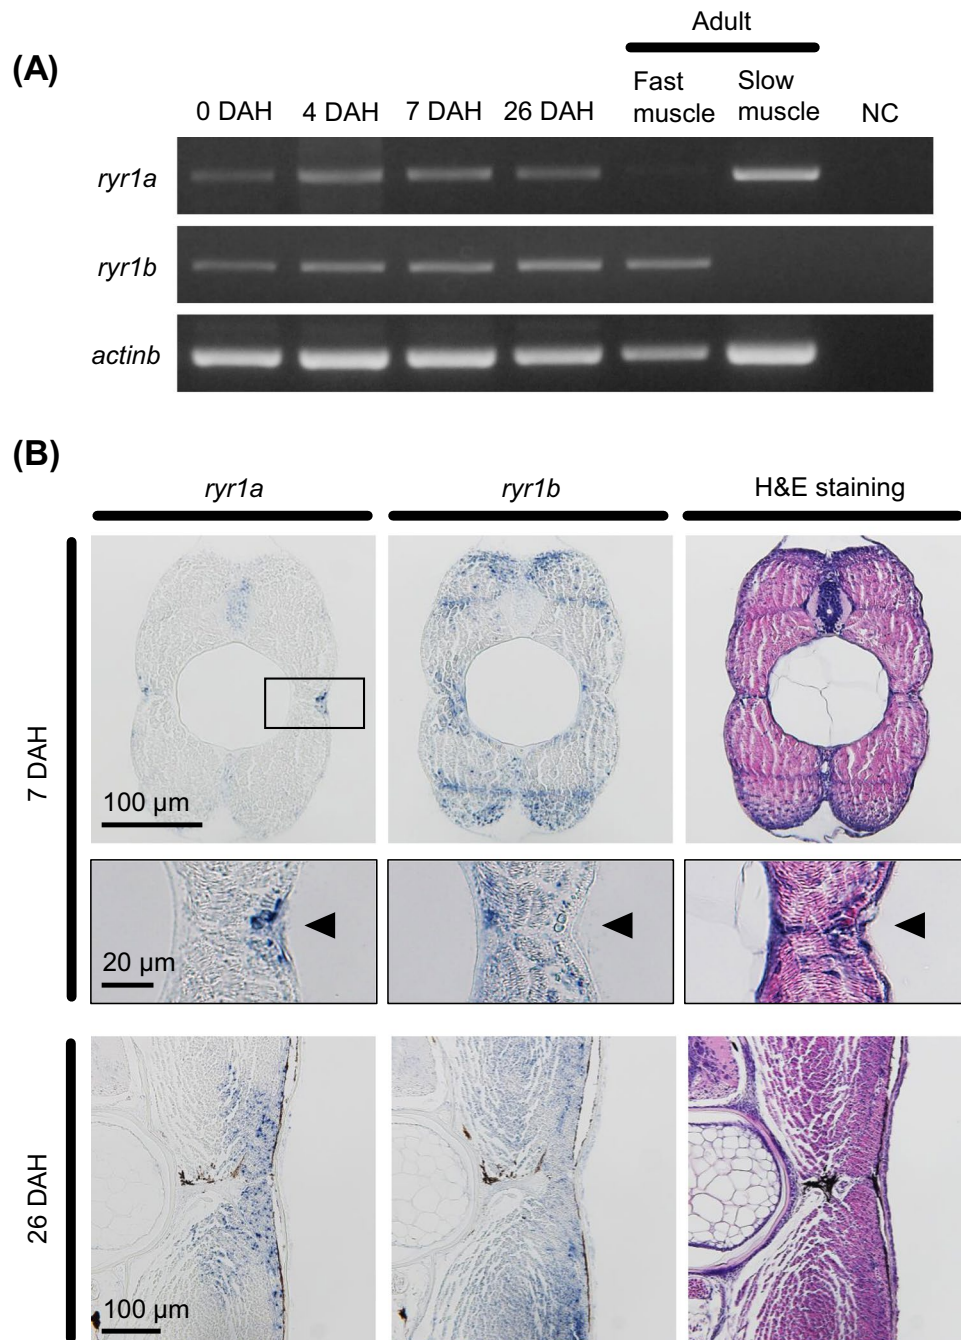 Adult
(A)
0 DAH 4 DAH 7 DAH 26 DAH Fast muscle Slow muscle NC
ryr1a
ryr1b
actinb
(B)
ryr1a ryr1b H&E staining
7 DAH
100 µm
20 µm
26 DAH
100 µm